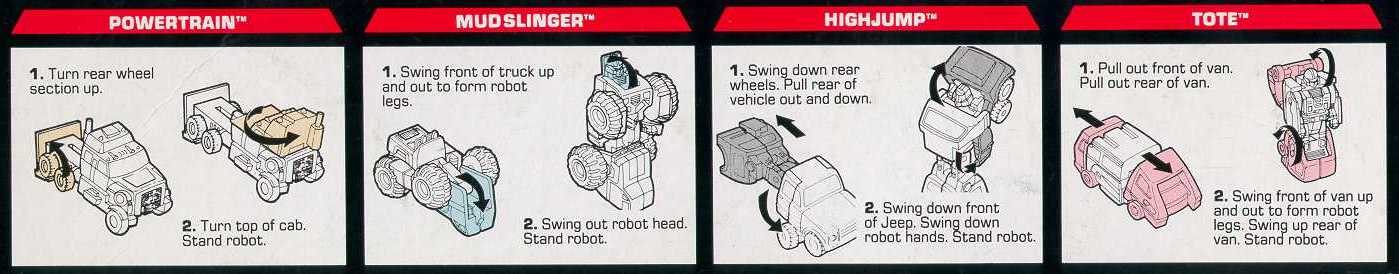 POWERTRAIN™
1. Turn rear wheel
section up.
2. Turn top of cab.
Stand robot.
MUDSLINGER™
1. Swing front of truck up
and out to form robot
legs.
2. Swing out robot head.
Stand robot.
HIGHJUMP™
1. Swing down rear
wheels. Pull rear of
vehicle out and down.
2. Swing down front
of Jeep. Swing down
robot hands. Stand robot.
TOTE™
1. Pull out front of van.
Pull out rear of van.
2. Swing front of van up
and out to form robot
legs. Swing up rear of
van. Stand robot.